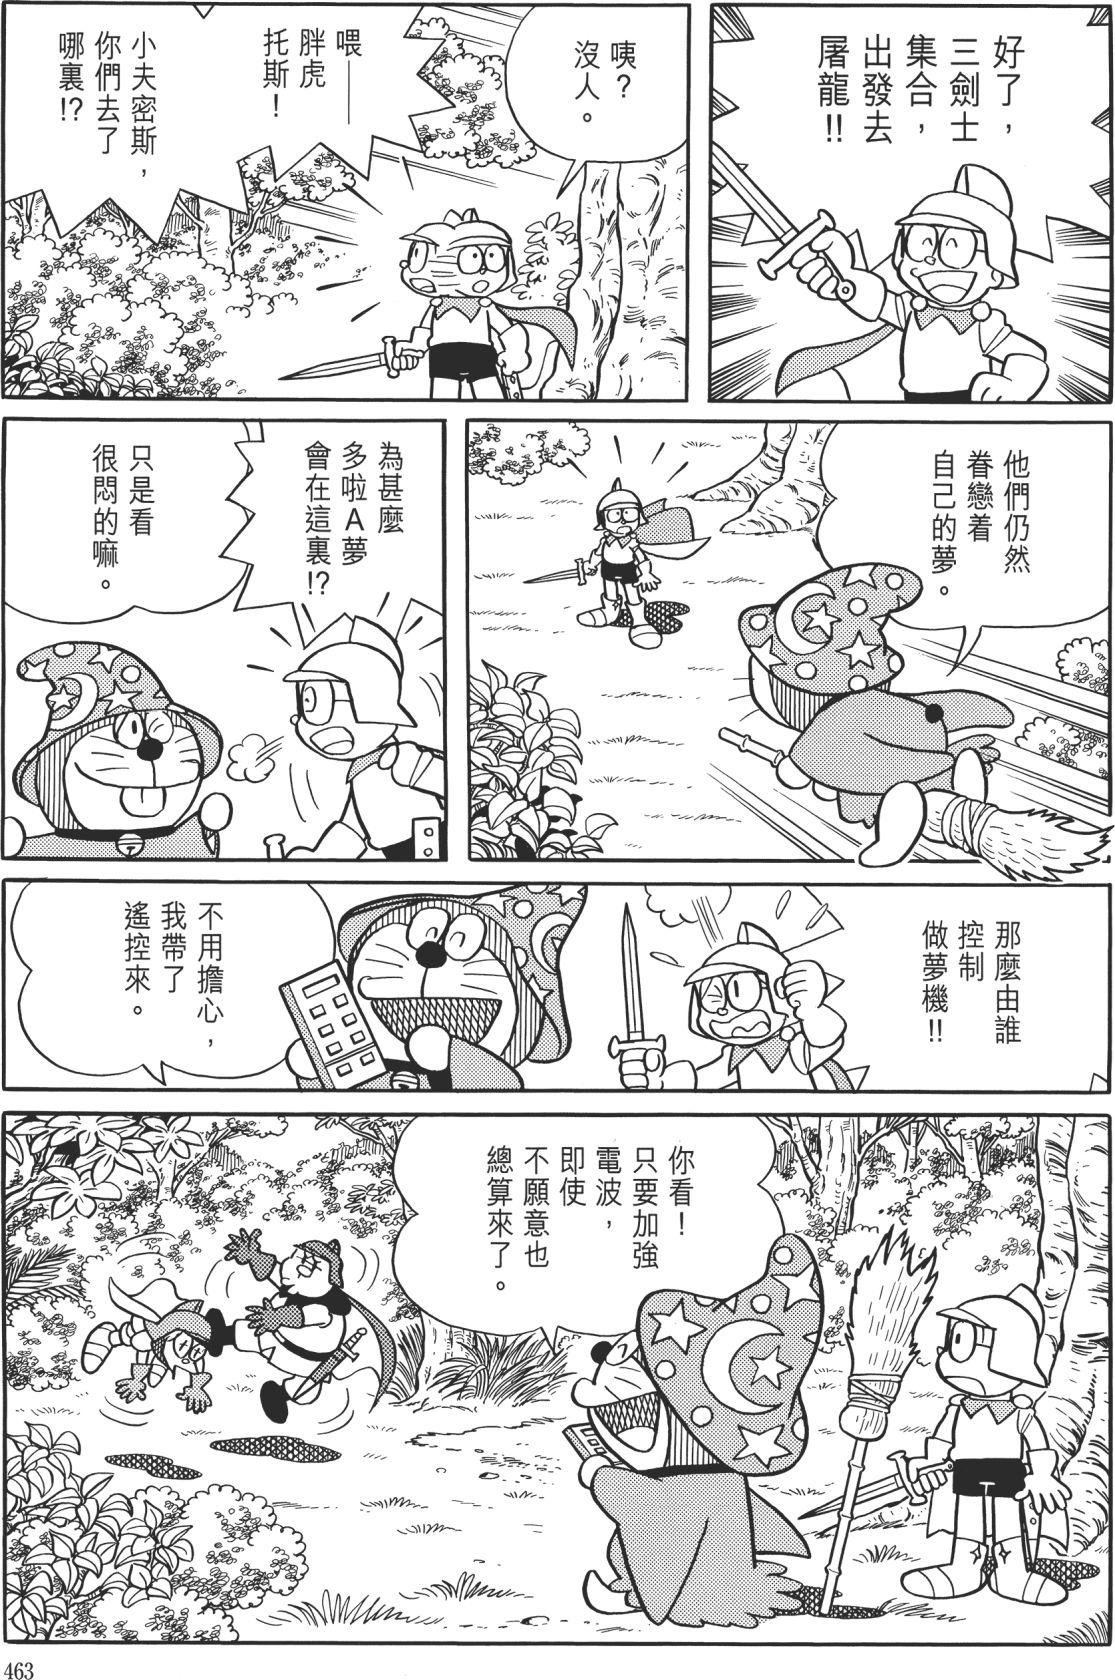 好了，
三劍士
集合，
出發去
屠龍!!
咦？
沒人。
喂——
胖虎
托斯！
小夫密斯，
你們去了
哪裏!?
他們仍然
眷戀着
自己的夢。
為甚麼
多啦A夢
會在這裏!?
只是看
很悶的嘛。
那麼由誰
控制
做夢機!!
不用擔心，
我帶了
遙控來。
你看！
只要加強
電波，
即使
不願意也
總算來了。
463